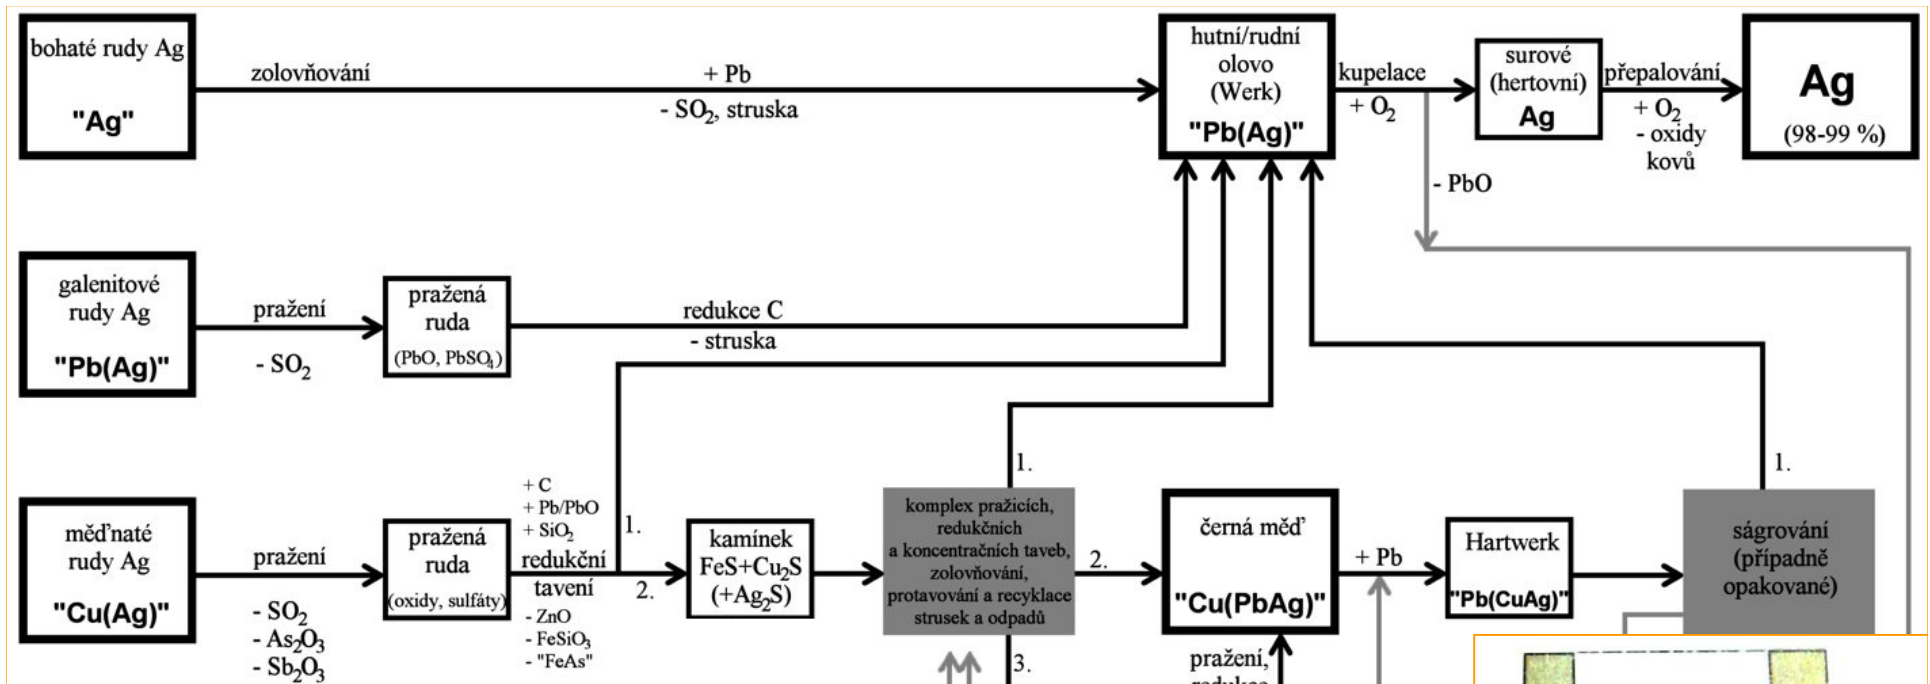 bohaté rudy Ag
"Ag"
zolovňování
+ Pb
- SO₂, struska
hutní/rudní
olovo
(Werk)
"Pb(Ag)"
kupelace
+ O₂
- PbO
surové
(hertovní)
Ag
přepalování
+ O₂
- oxidy
kovů
Ag
(98-99 %)
galenitové
rudy Ag
"Pb(Ag)"
pražení
- SO₂
pražená
ruda
(PbO, PbSO₄)
redukce C
- struska
měďnaté
rudy Ag
"Cu(Ag)"
pražení
- SO₂
- As₂O₃
- Sb₂O₃
pražená
ruda
(oxidy, sulfáty)
+ C
+ Pb/PbO
+ SiO₂
redukční
tavení
- ZnO
- FeSiO₃
- "FeAs"
1.
2.
kamínek
FeS+Cu₂S
(+Ag₂S)
komplex pražicích,
redukčních
a koncentračních taveb,
zolovňování,
protavování a recyklace
strusek a odpadů
1.
2.
3.
černá měď
"Cu(PbAg)"
pražení,
redukce
+ Pb
Hartwerk
"Pb(CuAg)"
ságrování
(případně
opakované)
1.